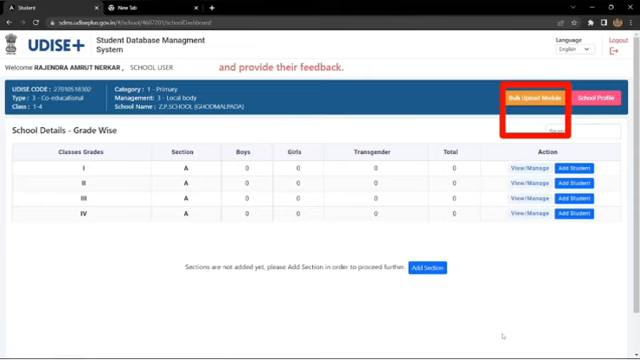 Student
New Tab
sdms.udiseplus.gov.in/#/school/4687201/schoolDashboard
UDISE+
Student Database Managment
System
Language
English
Logout
Welcome RAJENDRA AMRUT NERKAR , SCHOOL USER
and provide their feedback.
UDISE CODE : 27010518302
Type : 3 - Co-educational
Class : 1-4
Category : 1 - Primary
Management : 3 - Local body
School Name : Z.P.SCHOOL (GHODMALPADA)
Bulk Upload Module
School Profile
School Details - Grade Wise
Search
Classes Grades Section Boys Girls Transgender Total Action
I A 0 0 0 0 View/Manage Add Student
II A 0 0 0 0 View/Manage Add Student
III A 0 0 0 0 View/Manage Add Student
IV A 0 0 0 0 View/Manage Add Student
Sections are not added yet, please Add Section in order to proceed further. Add Section